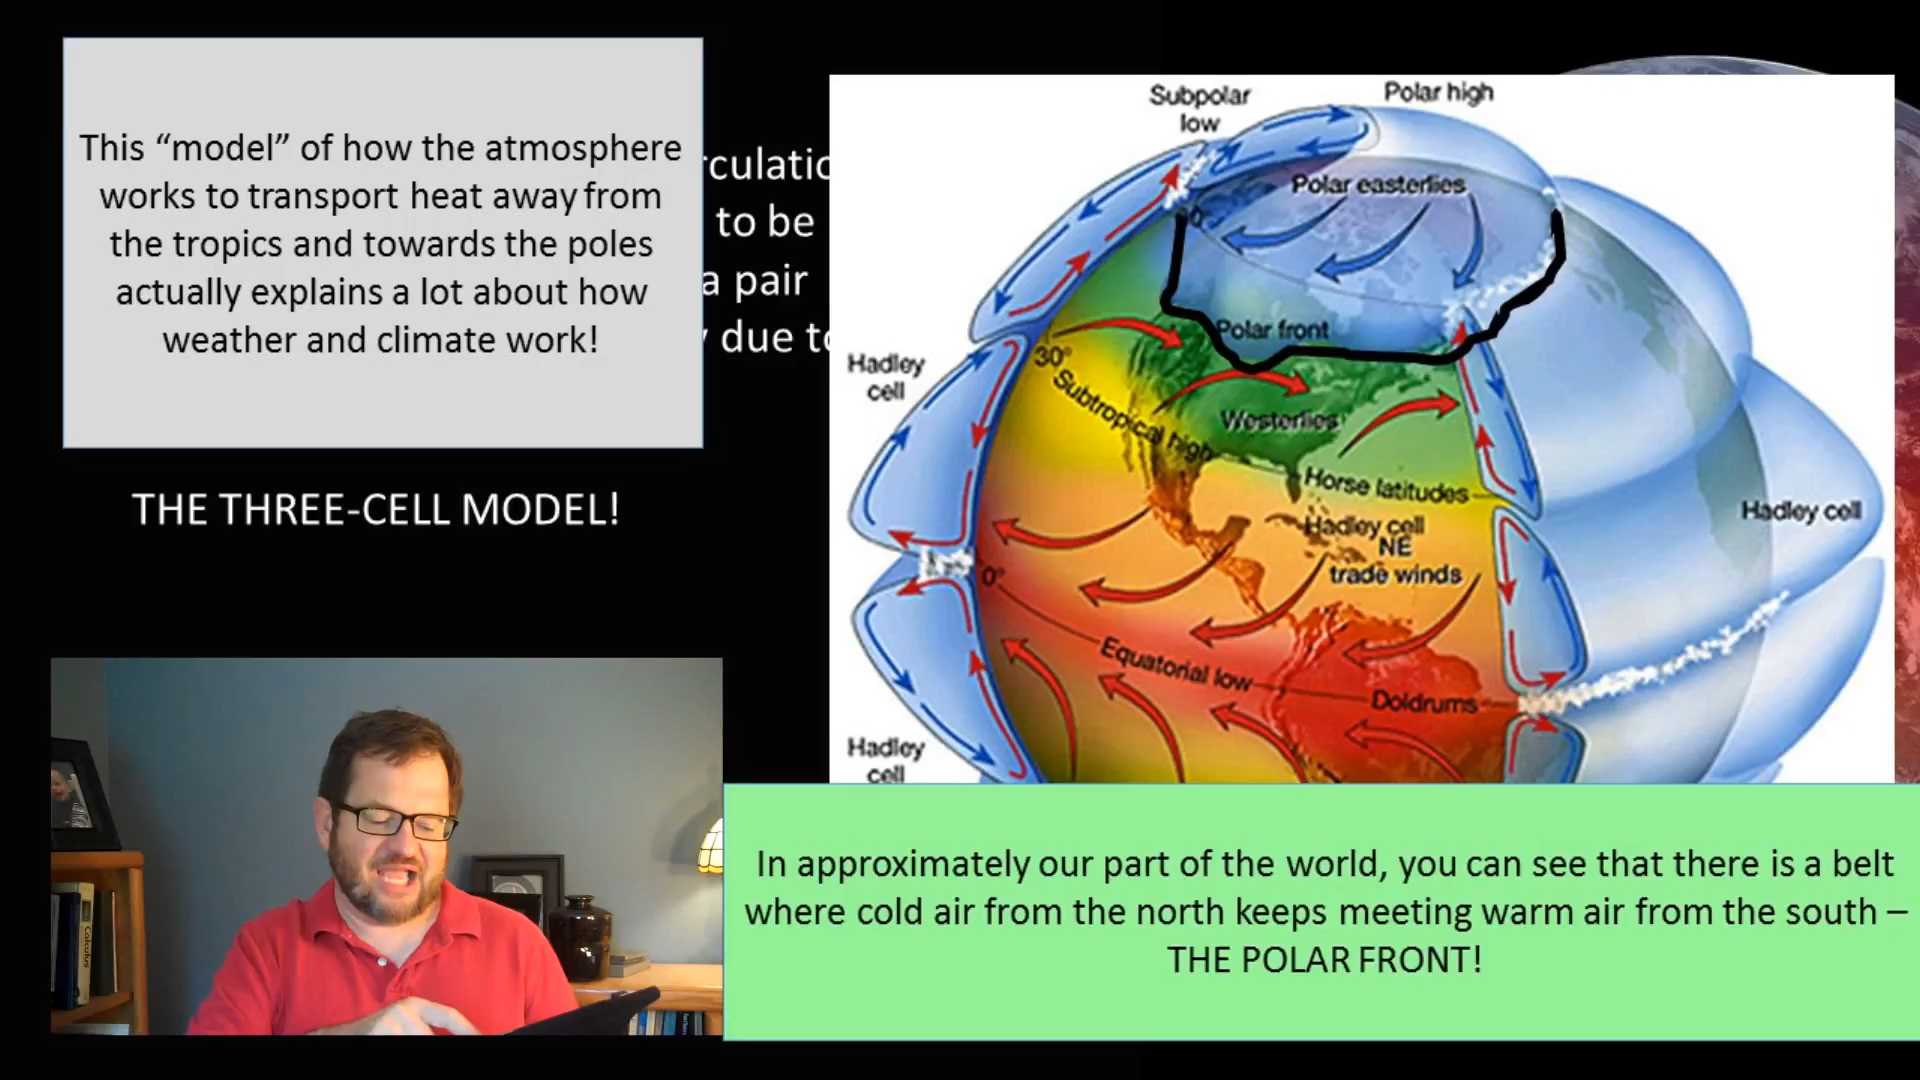 This “model” of how the atmosphere
works to transport heat away from
the tropics and towards the poles
actually explains a lot about how
weather and climate work!
rculatio
to be
a pair
due to
THE THREE-CELL MODEL!
Subpolar
low
Polar high
Polar easterlies
Polar front
Hadley
cell
30°
Subtropical high
Westerlies
Horse latitudes
Hadley cell
NE
trade winds
Hadley cell
0°
Equatorial low
Doldrums
Hadley
cell
Calculus
In approximately our part of the world, you can see that there is a belt
where cold air from the north keeps meeting warm air from the south –
THE POLAR FRONT!